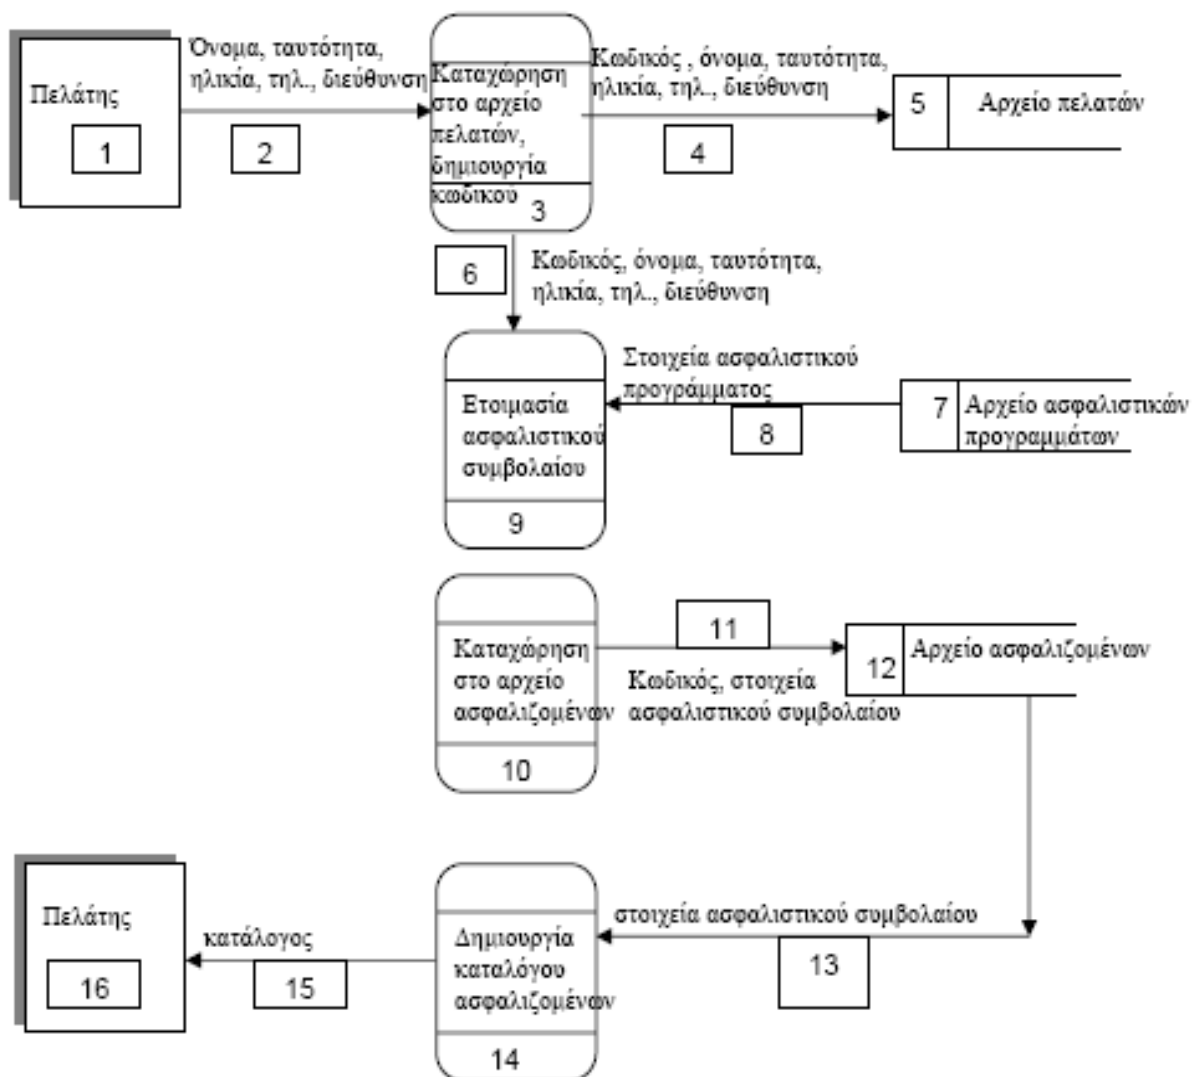 Πελάτης
1
Όνομα, ταυτότητα,
ηλικία, τηλ., διεύθυνση
2
Καταχώρηση
στο αρχείο
πελατών,
δημιουργία
κωδικού
3
Κωδικός , όνομα, ταυτότητα,
ηλικία, τηλ., διεύθυνση
4
5
Αρχείο πελατών
6
Κωδικός, όνομα, ταυτότητα,
ηλικία, τηλ., διεύθυνση
Ετοιμασία
ασφαλιστικού
συμβολαίου
9
Στοιχεία ασφαλιστικού
προγράμματος
8
7
Αρχείο ασφαλιστικών
προγραμμάτων
Καταχώρηση
στο αρχείο
ασφαλιζομένων
10
11
Κωδικός, στοιχεία
ασφαλιστικού συμβολαίου
12
Αρχείο ασφαλιζομένων
Πελάτης
16
κατάλογος
15
Δημιουργία
καταλόγου
ασφαλιζομένων
14
στοιχεία ασφαλιστικού συμβολαίου
13